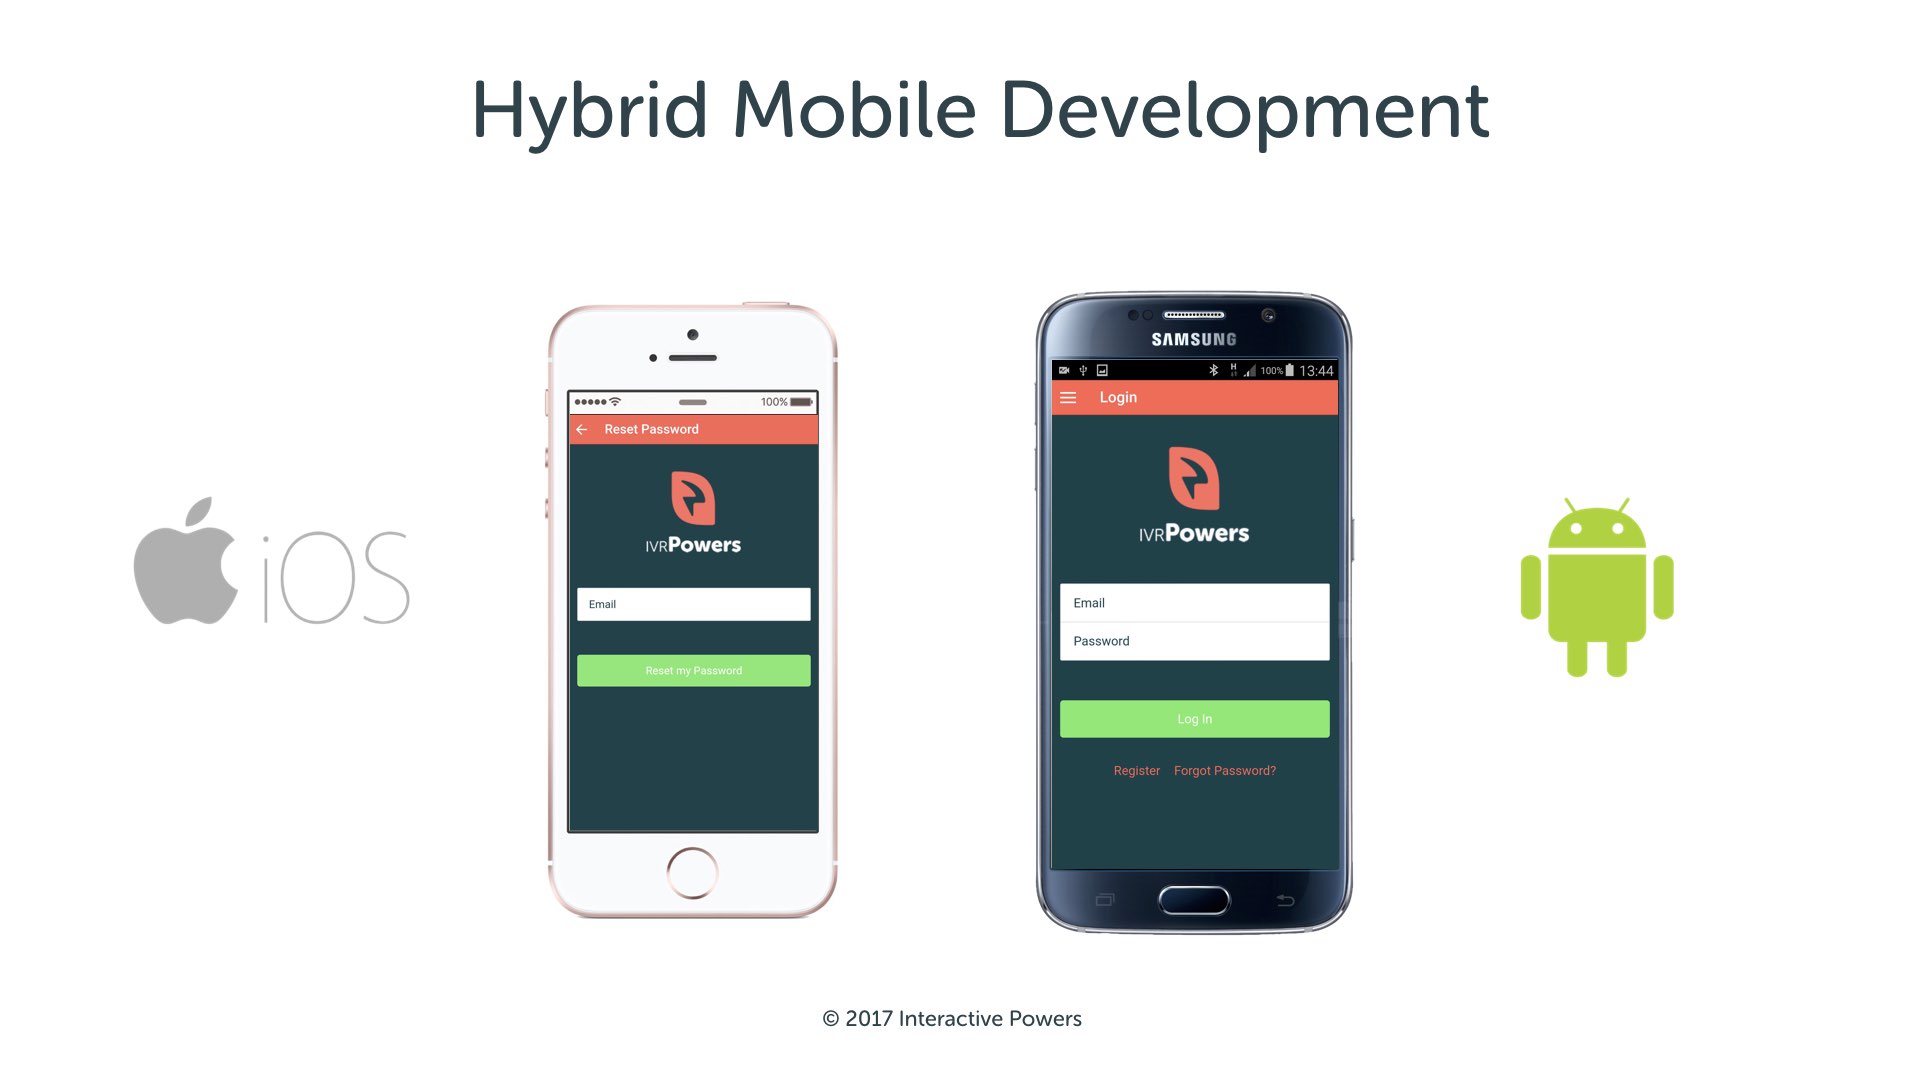 Hybrid Mobile Development
iOS
100%
Reset Password
IVRPowers
Email
Reset my Password
SAMSUNG
H 100% 13:44
Login
IVRPowers
Email
Password
Log In
Register Forgot Password?
© 2017 Interactive Powers